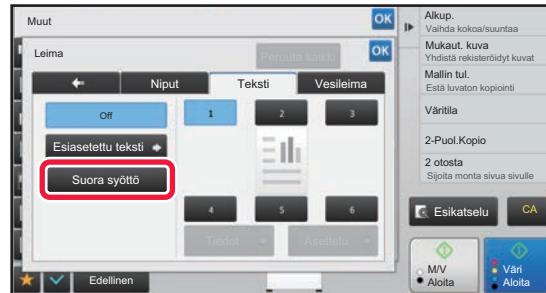 Muut
OK
Leima
Peruuta kaikki
OK
Niput
Teksti
Vesileima
Off
Esiasetettu teksti
Suora syöttö
1
2
3
4
5
6
Tiedot
Asettelu
Edellinen
Alkup.
Vaihda kokoa/suuntaa
Mukaut. kuva
Yhdistä rekisteröidyt kuvat
Mallin tul.
Estä luvaton kopiointi
Väritila
2-Puol.Kopio
2 otosta
Sijoita monta sivua sivulle
Esikatselu
CA
M/V
Aloita
Väri
Aloita